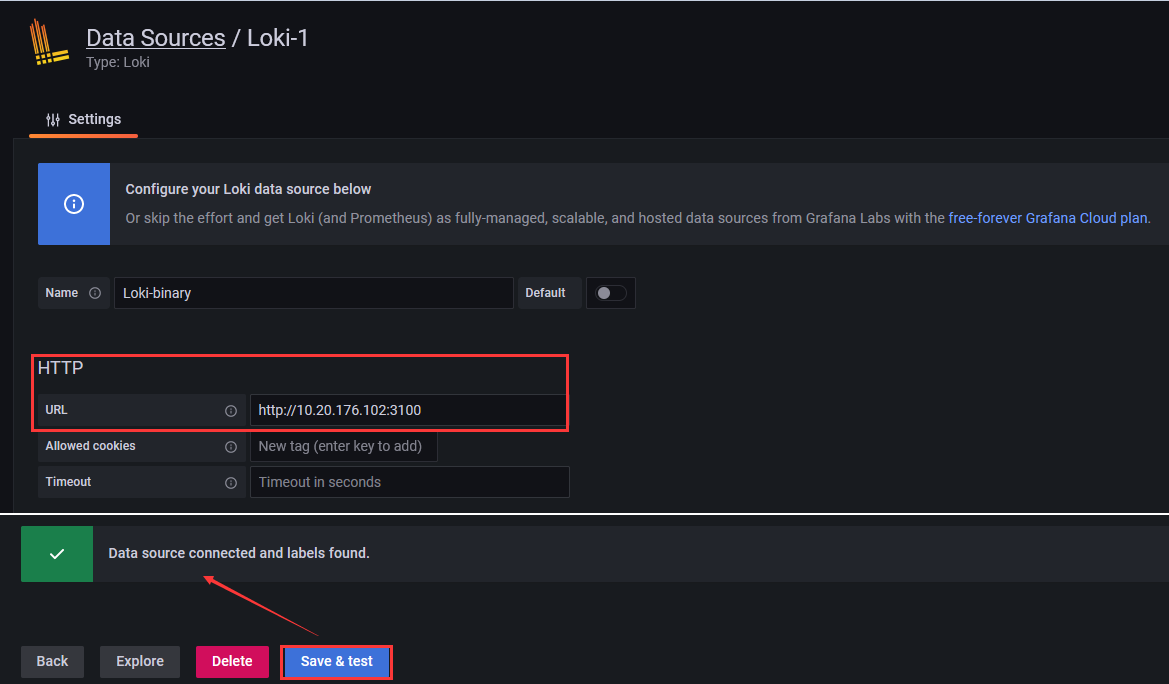 Data Sources / Loki-1
Type: Loki
Settings
Configure your Loki data source below
Or skip the effort and get Loki (and Prometheus) as fully-managed, scalable, and hosted data sources from Grafana Labs with the free-forever Grafana Cloud plan.
Name Loki-binary Default
HTTP
URL http://10.20.176.102:3100
Allowed cookies New tag (enter key to add)
Timeout Timeout in seconds
Data source connected and labels found.
Back Explore Delete Save & test